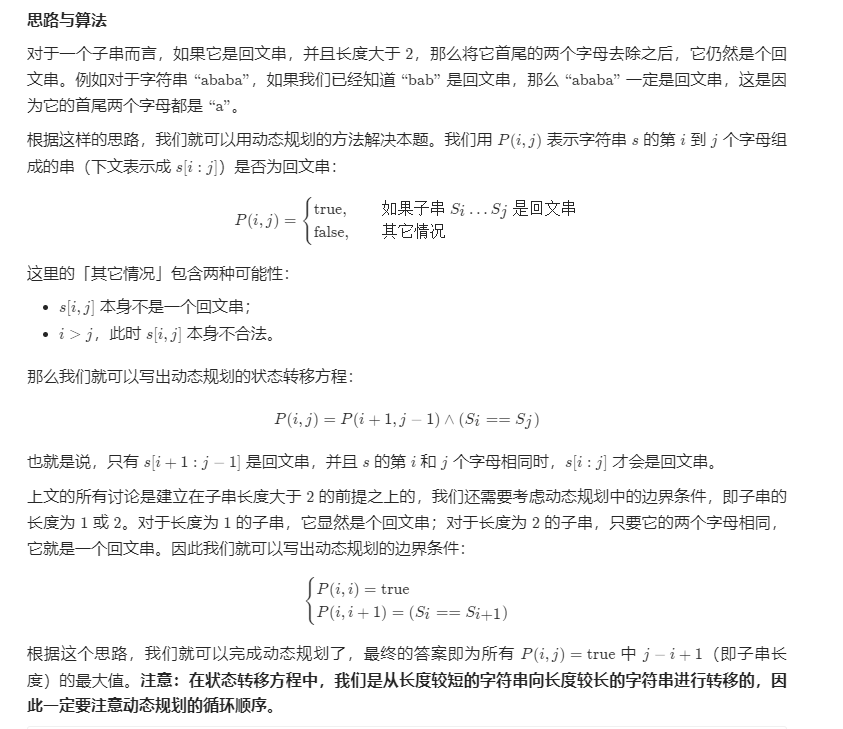 思路与算法
对于一个子串而言，如果它是回文串，并且长度大于 2，那么将它首尾的两个字母去除之后，它仍然是个回
文串。例如对于字符串 “ababa”，如果我们已经知道 “bab” 是回文串，那么 “ababa” 一定是回文串，这是因
为它的首尾两个字母都是 “a”。
根据这样的思路，我们就可以用动态规划的方法解决本题。我们用 P(i, j) 表示字符串 s 的第 i 到 j 个字母组
成的串（下文表示成 s[i : j]）是否为回文串：
P(i, j) = { true, 如果子串 Si … Sj 是回文串
false, 其它情况
这里的「其它情况」包含两种可能性：
• s[i, j] 本身不是一个回文串；
• i > j，此时 s[i, j] 本身不合法。
那么我们就可以写出动态规划的状态转移方程：
P(i, j) = P(i + 1, j − 1) ∧ (Si == Sj)
也就是说，只有 s[i + 1 : j − 1] 是回文串，并且 s 的第 i 和 j 个字母相同时，s[i : j] 才会是回文串。
上文的所有讨论是建立在子串长度大于 2 的前提之上的，我们还需要考虑动态规划中的边界条件，即子串的
长度为 1 或 2。对于长度为 1 的子串，它显然是个回文串；对于长度为 2 的子串，只要它的两个字母相同，
它就是一个回文串。因此我们就可以写出动态规划的边界条件：
{ P(i, i) = true
P(i, i + 1) = (Si == Si+1)
根据这个思路，我们就可以完成动态规划了，最终的答案即为所有 P(i, j) = true 中 j − i + 1（即子串长
度）的最大值。注意：在状态转移方程中，我们是从长度较短的字符串向长度较长的字符串进行转移的，因
此一定要注意动态规划的循环顺序。